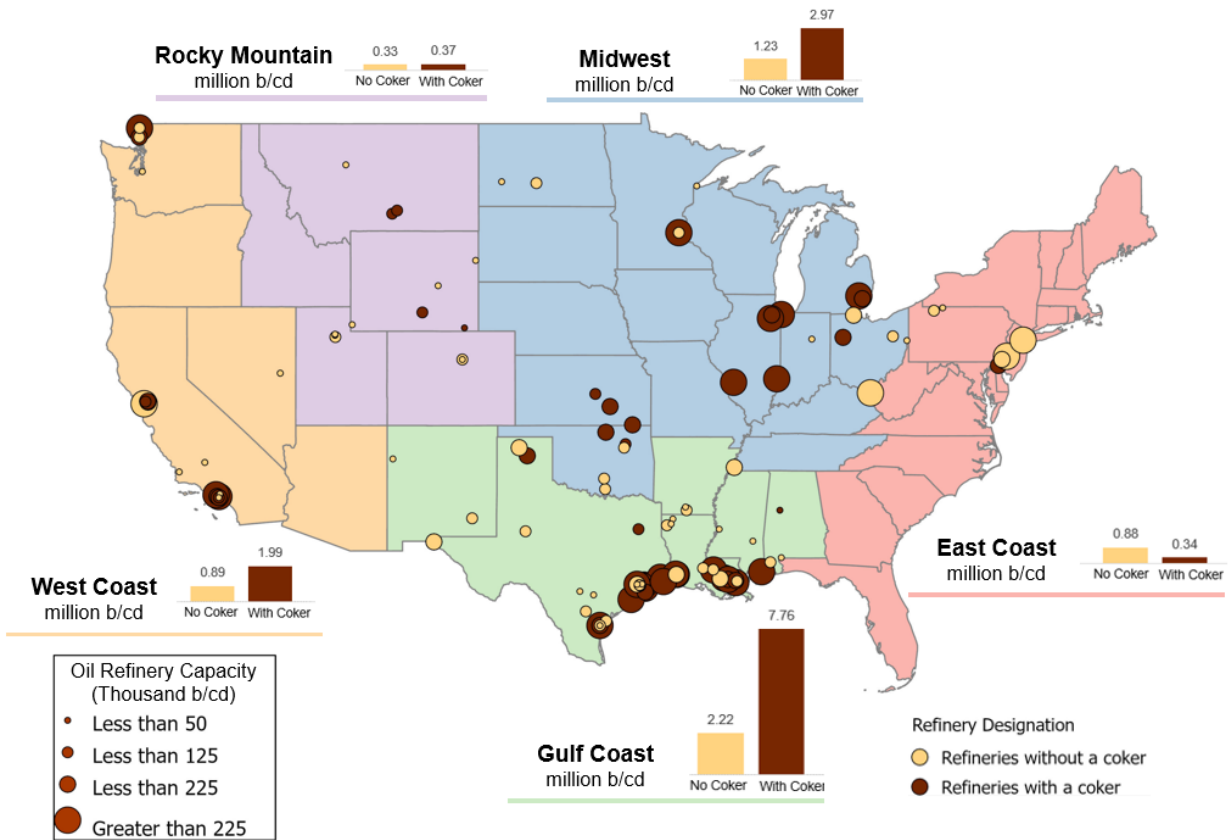 Rocky Mountain
million b/cd
0.33
0.37
No Coker
With Coker
Midwest
million b/cd
1.23
2.97
No Coker
With Coker
West Coast
million b/cd
0.89
1.99
No Coker
With Coker
East Coast
million b/cd
0.88
0.34
No Coker
With Coker
Gulf Coast
million b/cd
2.22
7.76
No Coker
With Coker
Oil Refinery Capacity
(Thousand b/cd)
Less than 50
Less than 125
Less than 225
Greater than 225
Refinery Designation
Refineries without a coker
Refineries with a coker